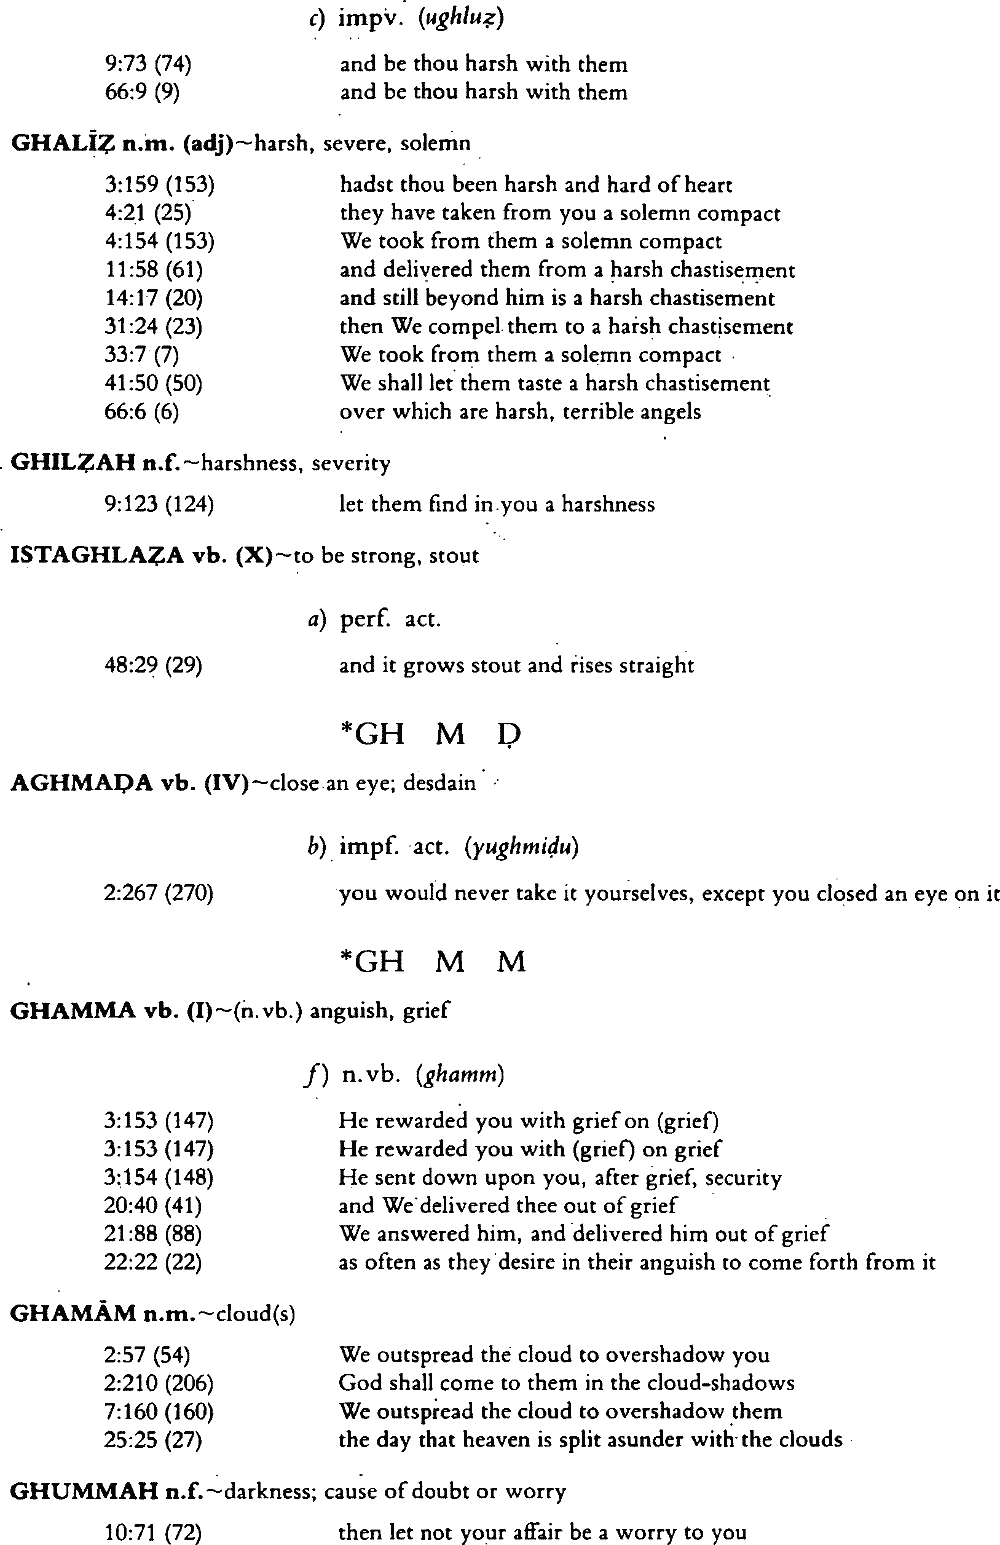 c) impv. (ughluẓ)
9:73 (74) and be thou harsh with them
66:9 (9) and be thou harsh with them
GHALĪẒ n.m. (adj)~harsh, severe, solemn
3:159 (153) hadst thou been harsh and hard of heart
4:21 (25) they have taken from you a solemn compact
4:154 (153) We took from them a solemn compact
11:58 (61) and delivered them from a harsh chastisement
14:17 (20) and still beyond him is a harsh chastisement
31:24 (23) then We compel them to a harsh chastisement
33:7 (7) We took from them a solemn compact
41:50 (50) We shall let them taste a harsh chastisement
66:6 (6) over which are harsh, terrible angels
GHILẒAH n.f.~harshness, severity
9:123 (124) let them find in you a harshness
ISTAGHLAẒA vb. (X)~to be strong, stout
a) perf. act.
48:29 (29) and it grows stout and rises straight
*GH M Ḍ
AGHMAḌA vb. (IV)~close an eye; desdain
b) impf. act. (yughmiḍu)
2:267 (270) you would never take it yourselves, except you closed an eye on it
*GH M M
GHAMMA vb. (I)~(n.vb.) anguish, grief
f) n.vb. (ghamm)
3:153 (147) He rewarded you with grief on (grief)
3:153 (147) He rewarded you with (grief) on grief
3:154 (148) He sent down upon you, after grief, security
20:40 (41) and We delivered thee out of grief
21:88 (88) We answered him, and delivered him out of grief
22:22 (22) as often as they desire in their anguish to come forth from it
GHAMĀM n.m.~cloud(s)
2:57 (54) We outspread the cloud to overshadow you
2:210 (206) God shall come to them in the cloud-shadows
7:160 (160) We outspread the cloud to overshadow them
25:25 (27) the day that heaven is split asunder with the clouds
GHUMMAH n.f.~darkness; cause of doubt or worry
10:71 (72) then let not your affair be a worry to you